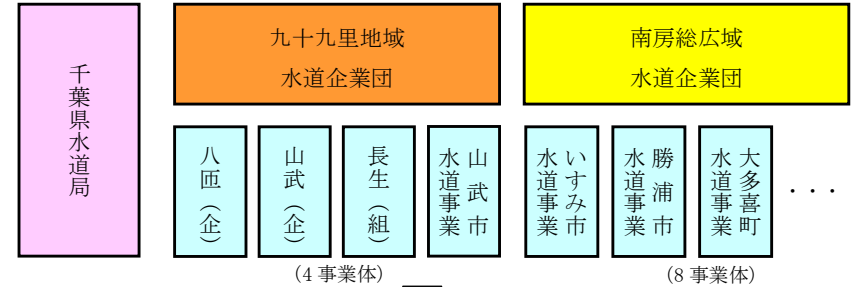 千葉県水道局
九十九里地域
水道企業団
南房総広域
水道企業団
八匝（企）
山武（企）
長生（組）
山武市
水道事業
いすみ市
水道事業
勝浦市
水道事業
大多喜町
水道事業
・・・
（4 事業体）
（8 事業体）